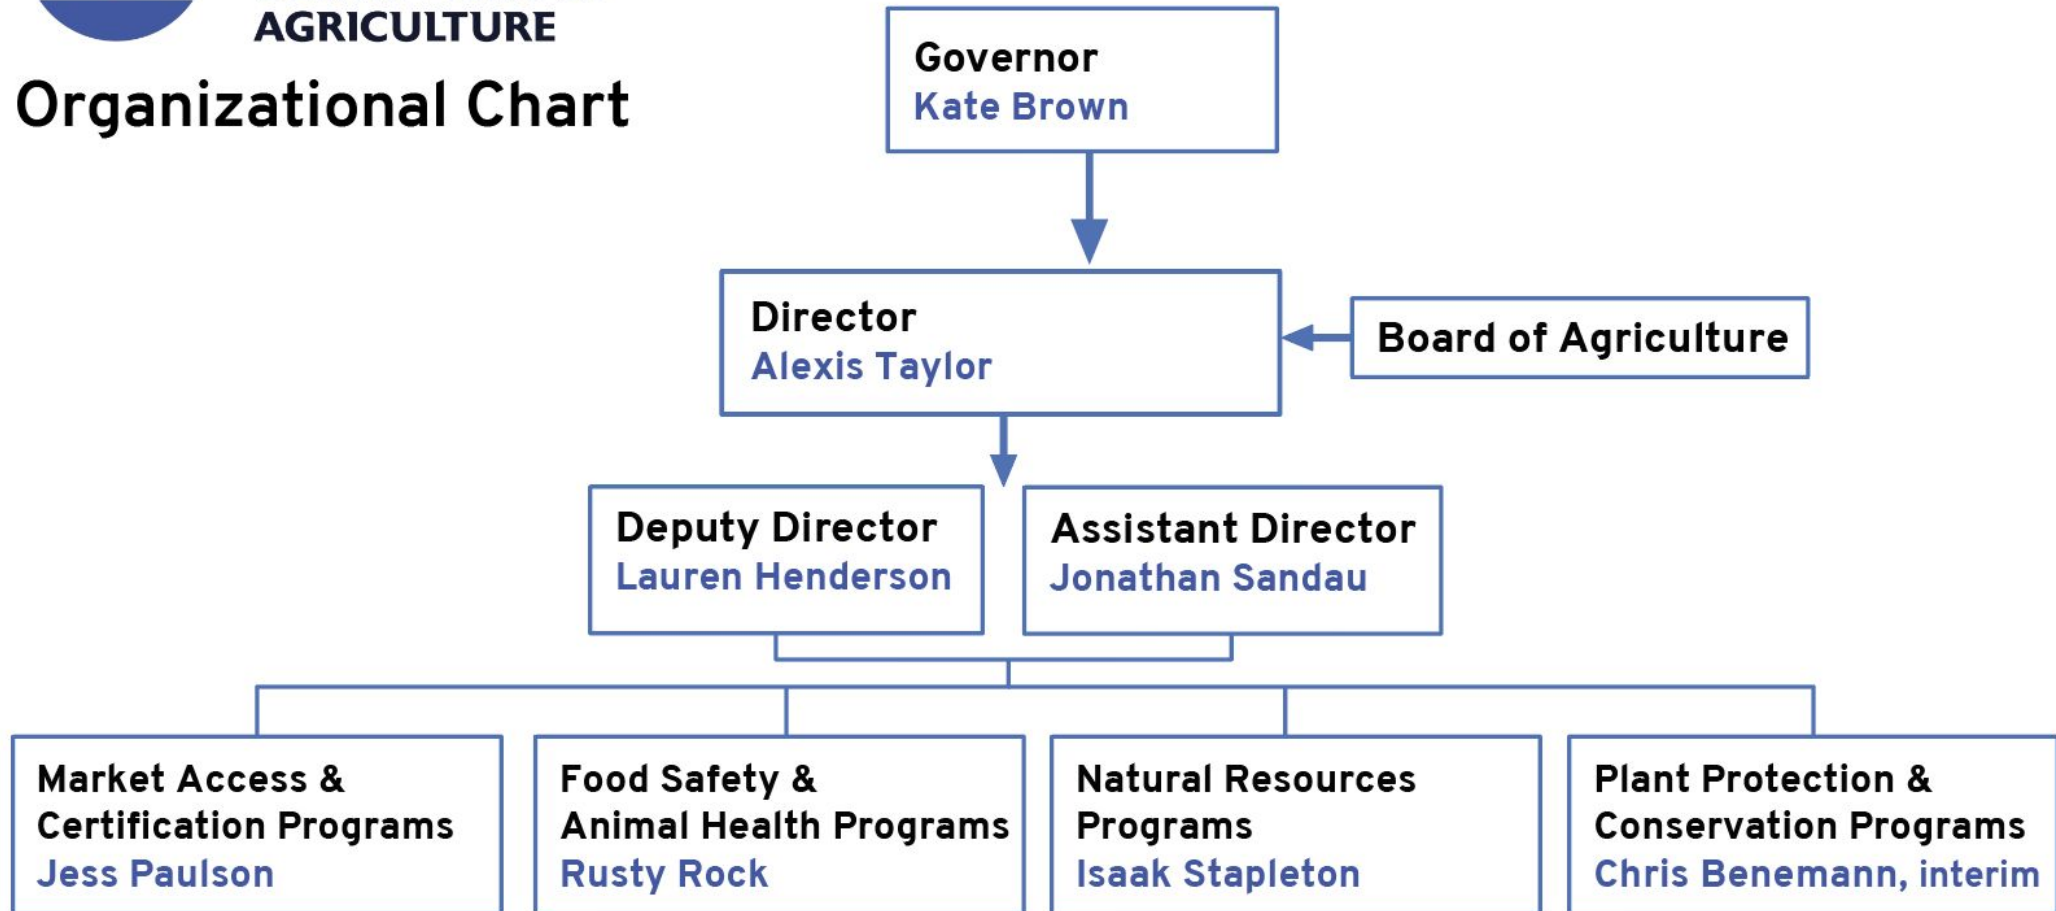 AGRICULTURE
Organizational Chart
Governor
Kate Brown
Director
Alexis Taylor
Board of Agriculture
Deputy Director
Lauren Henderson
Assistant Director
Jonathan Sandau
Market Access &
Certification Programs
Jess Paulson
Food Safety &
Animal Health Programs
Rusty Rock
Natural Resources
Programs
Isaak Stapleton
Plant Protection &
Conservation Programs
Chris Benemann, interim